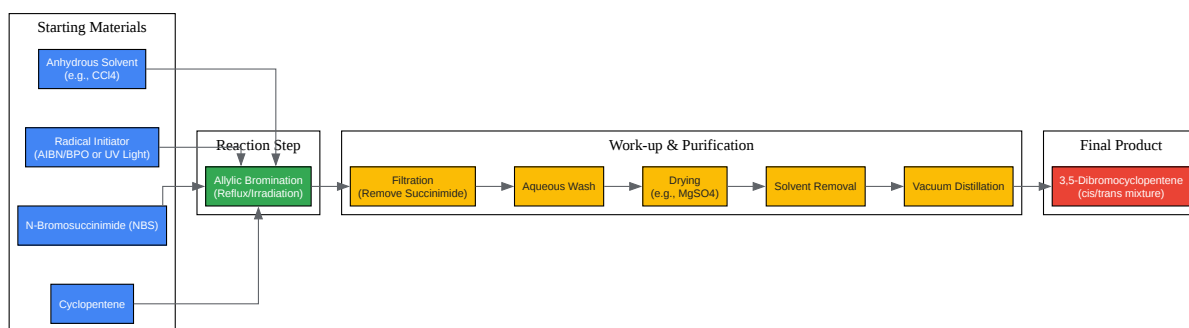 Starting Materials
Anhydrous Solvent
(e.g., CCl4)
Radical Initiator
(AIBN/BPO or UV Light)
N-Bromosuccinimide (NBS)
Cyclopentene
Reaction Step
Allylic Bromination
(Reflux/Irradiation)
Work-up & Purification
Filtration
(Remove Succinimide)
Aqueous Wash
Drying
(e.g., MgSO4)
Solvent Removal
Vacuum Distillation
Final Product
3,5-Dibromocyclopentene
(cis/trans mixture)